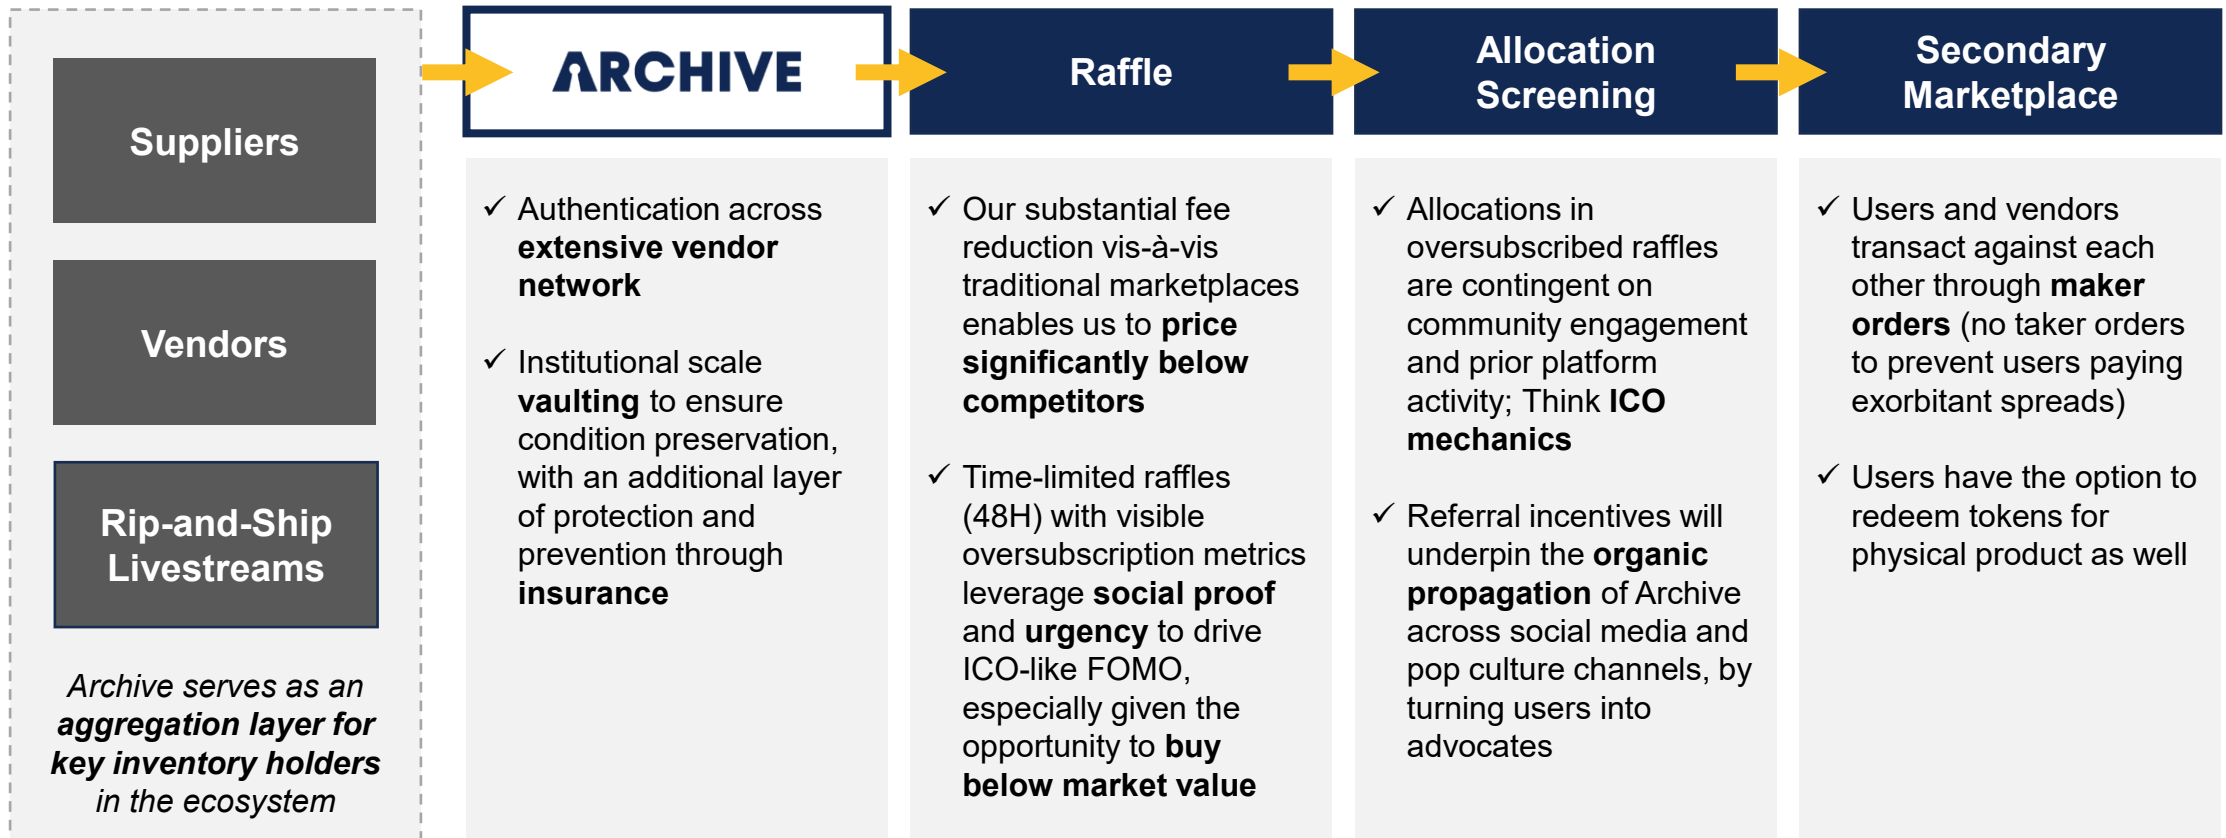 Suppliers
Vendors
Rip-and-Ship
Livestreams
Archive serves as an
aggregation layer for
key inventory holders
in the ecosystem
ARCHIVE
✓ Authentication across
extensive vendor
network
✓ Institutional scale
vaulting to ensure
condition preservation,
with an additional layer
of protection and
prevention through
insurance
Raffle
✓ Our substantial fee
reduction vis-à-vis
traditional marketplaces
enables us to price
significantly below
competitors
✓ Time-limited raffles
(48H) with visible
oversubscription metrics
leverage social proof
and urgency to drive
ICO-like FOMO,
especially given the
opportunity to buy
below market value
Allocation
Screening
✓ Allocations in
oversubscribed raffles
are contingent on
community engagement
and prior platform
activity; Think ICO
mechanics
✓ Referral incentives will
underpin the organic
propagation of Archive
across social media and
pop culture channels, by
turning users into
advocates
Secondary
Marketplace
✓ Users and vendors
transact against each
other through maker
orders (no taker orders
to prevent users paying
exorbitant spreads)
✓ Users have the option to
redeem tokens for
physical product as well